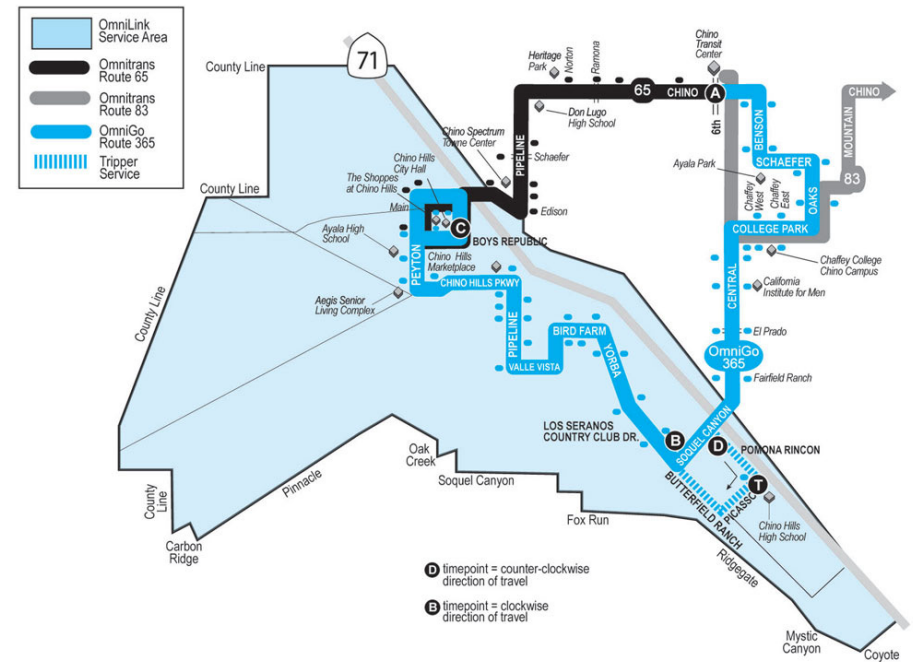 OmniLink
Service Area
Omnitrans
Route 65
Omnitrans
Route 83
OmniGo
Route 365
Tripper
Service
71
County Line
Chino
Transit
Center
Heritage
Park
Norton
Ramona
65
CHINO
A
6th
CHINO
MOUNTAIN
Don Lugo
High School
BENSON
Chino Spectrum
Towne Center
PIPELINE
Schaefer
SCHAEFER
Ayala Park
Chaffey
West
Chaffey
East
OAKS
83
Chino Hills
City Hall
The Shoppes
at Chino Hills
County Line
Main
Edison
C
BOYS REPUBLIC
COLLEGE PARK
Ayala High
School
PEYTON
Chino Hills
Marketplace
Chaffey College
Chino Campus
CHINO HILLS PKWY
CENTRAL
California
Institute for Men
Aegis Senior
Living Complex
County Line
PIPELINE
BIRD FARM
El Prado
YORBA
OmniGo
365
VALLE VISTA
Fairfield Ranch
LOS SERANOS
COUNTRY CLUB DR.
B
SOQUEL CANYON
D
POMONA RINCON
Oak
Creek
Soquel Canyon
T
BUTTERFIELD RANCH
PICASSO
County
Line
Pinnacle
Fox Run
Chino Hills
High School
Carbon
Ridge
Ridgegate
D timepoint = counter-clockwise
direction of travel
B timepoint = clockwise
direction of travel
Mystic
Canyon
Coyote